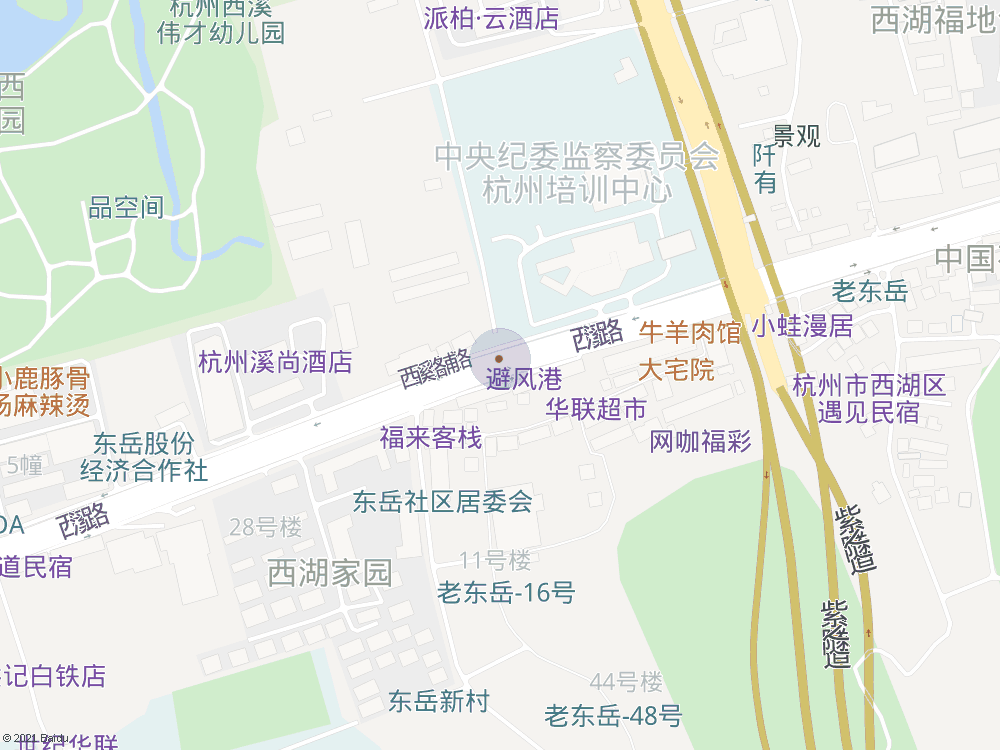 杭州西溪
伟才幼儿园
派柏·云酒店
西湖福地
西
园
中央纪委监察委员会
杭州培训中心
景观
阡
有
品空间
中国
老东岳
西溪路
牛羊肉馆
小蛙漫居
杭州溪尚酒店
西溪路辅路
避风港
大宅院
小鹿豚骨
汤麻辣烫
杭州市西湖区
遇见民宿
华联超市
福来客栈
网咖福彩
东岳股份
经济合作社
5幢
东岳社区居委会
西溪路
28号楼
紫之隧道
道民宿
11号楼
西湖家园
老东岳-16号
紫之隧道
记白铁店
44号楼
东岳新村
老东岳-48号
世纪华联
© 2021 Baidu